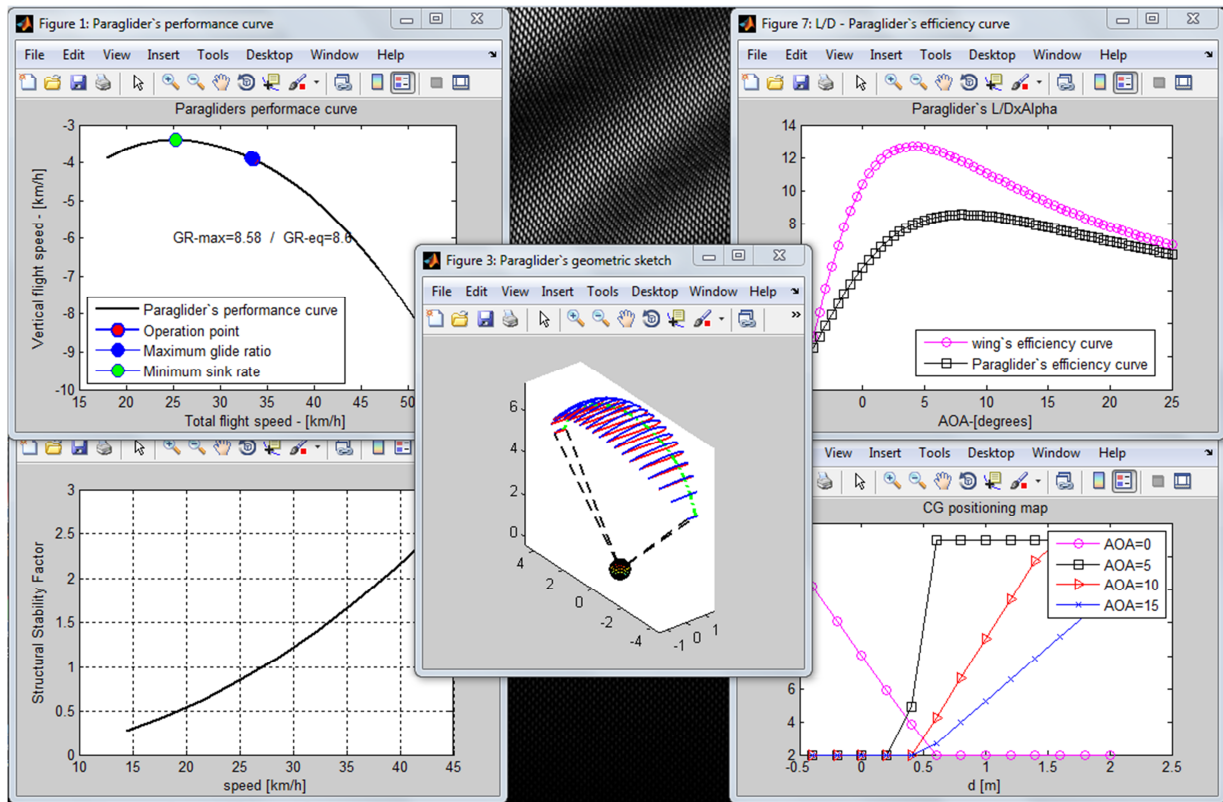 Figure 1: Paraglider`s performance curve
File Edit View Insert Tools Desktop Window Help
Paragliders performace curve
-3
-4
-5
-6
-7
-8
-9
-10
Vertical flight speed - [km/h]
GR-max=8.58 / GR-eq=8.6
Paraglider`s performance curve
Operation point
Maximum glide ratio
Minimum sink rate
15 20 25 30 35 40 45 50
Total flight speed - [km/h]
Figure 7: L/D - Paraglider`s efficiency curve
File Edit View Insert Tools Desktop Window Help
Paraglider`s L/DxAlpha
14
12
10
8
wing`s efficiency curve
Paraglider`s efficiency curve
0 5 10 15 20 25
AOA-[degrees]
Figure 3: Paraglider`s geometric sketch
File Edit View Insert Tools Desktop Window Help
6
4
2
0
4 2 0 -2 -4
-1 0 1
3
2.5
2
1.5
1
0.5
0
Structural Stability Factor
10 15 20 25 30 35 40 45
speed [km/h]
View Insert Tools Desktop Window Help
CG positioning map
AOA=0
AOA=5
AOA=10
AOA=15
8
6
4
2
-0.5 0 0.5 1 1.5 2 2.5
d [m]